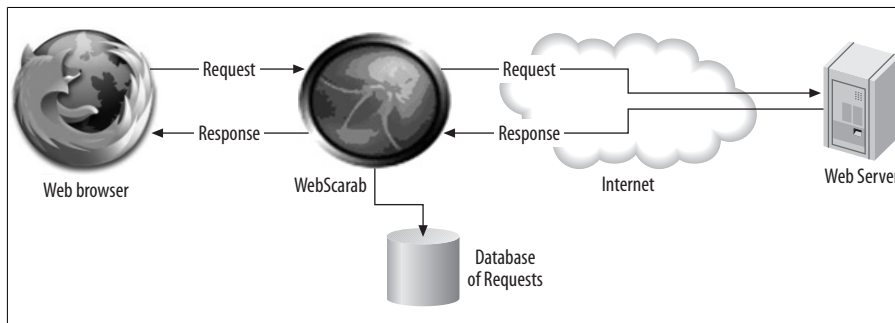 Request
Request
Response
Response
Web browser
WebScarab
Internet
Web Server
Database
of Requests